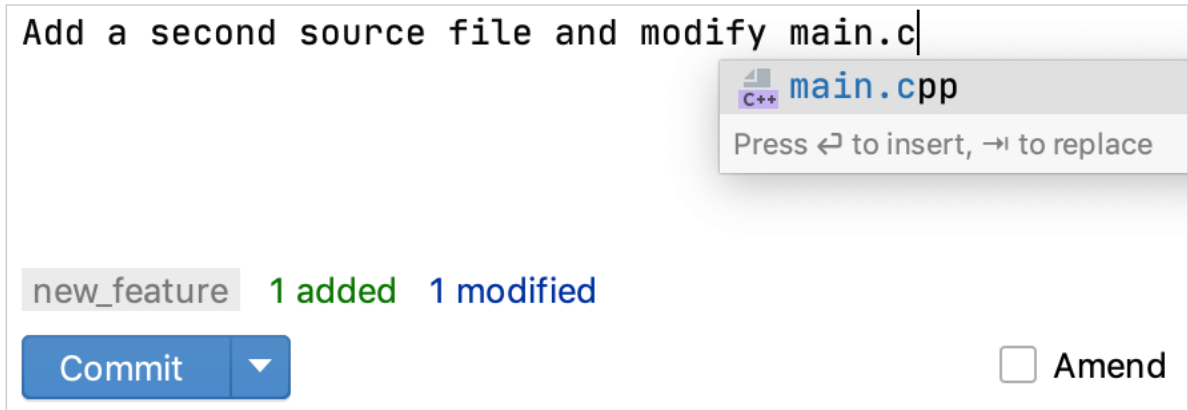 Add a second source file and modify main.c
C++ main.cpp
Press ↩ to insert, →| to replace
new_feature 1 added 1 modified
Commit Amend